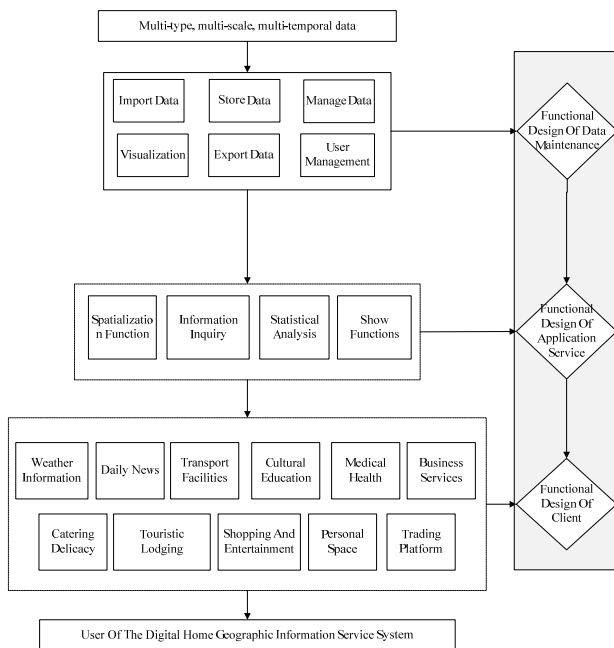 Multi-type, multi-scale, multi-temporal data
Import Data
Store Data
Manage Data
Visualization
Export Data
User
Management
Functional
Design Of Data
Maintenance
Spatializatio
n Function
Information
Inquiry
Statistical
Analysis
Show
Functions
Functional
Design Of
Application
Service
Weather
Information
Daily News
Transport
Facilities
Cultural
Education
Medical
Health
Business
Services
Catering
Delicacy
Touristic
Lodging
Shopping And
Entertainment
Personal
Space
Trading
Platform
Functional
Design Of
Client
User Of The Digital Home Geographic Information Service System